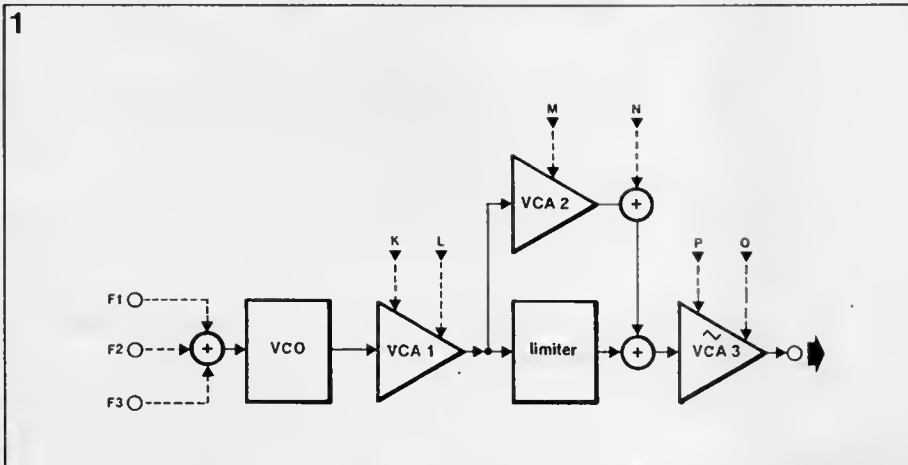 1
M N
VCA 2
K L
P O
F1
F2
F3
+
VCO
VCA 1
limiter
+
+
~
VCA 3